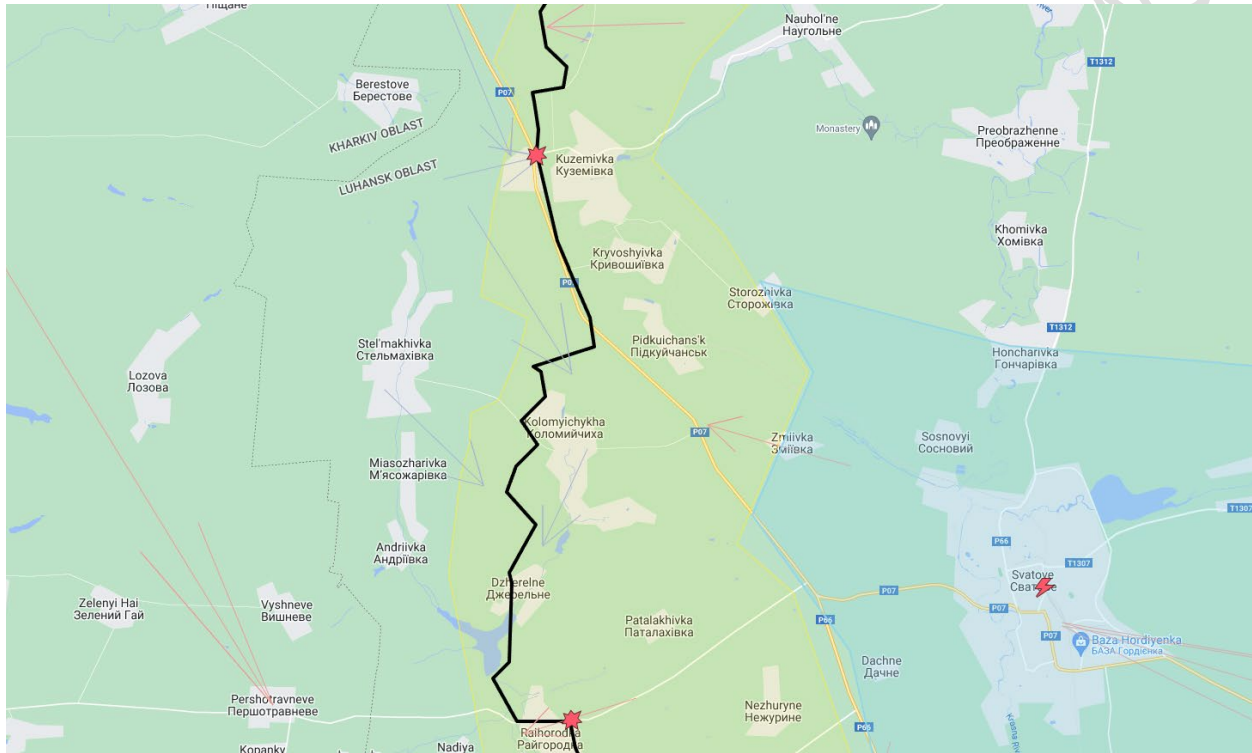 Піщане
Nauhol'ne
Наугольне
T1312
Berestove
Берестове
P07
KHARKIV OBLAST
LUHANSK OBLAST
Monastery
Preobrazhenne
Преображенне
Kuzemivka
Куземівка
Khomivka
Хомівка
Kryvoshyivka
Кривошиївка
Storozhivka
Сторожівка
T1312
Stel'makhivka
Стельмахівка
Pidkuichans'k
Підкуйчанськ
Honcharivka
Гончарівка
Lozova
Лозова
Kolomyichykha
Коломийчиха
P07
Zmiivka
Зміївка
Sosnovyi
Сосновий
Miasozharivka
М'ясожарівка
T1307
P66
Andriivka
Андріївка
T1307
Svatove
Dzherelne
Джерельне
P07
P07
Zelenyi Hai
Зелений Гай
Vyshneve
Вишневе
Patalakhivka
Паталахівка
P66
P07
Baza Hordiyenka
БАЗА Гордієнка
Dachne
Дачне
Pershotravneve
Першотравневе
Nezhuryne
Нежурине
Raihorodka
Райгородка
Kopanky
Nadiya
Krasna Riv